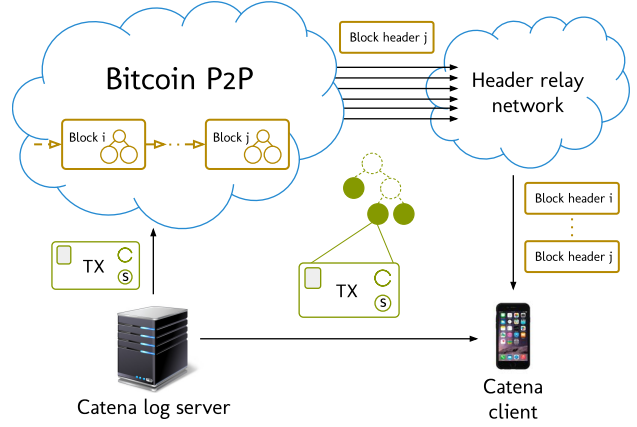 Block header j
Bitcoin P2P
Header relay
network
Block i
Block j
Block header i
Block header j
TX
S
TX
S
Catena log server
Catena
client